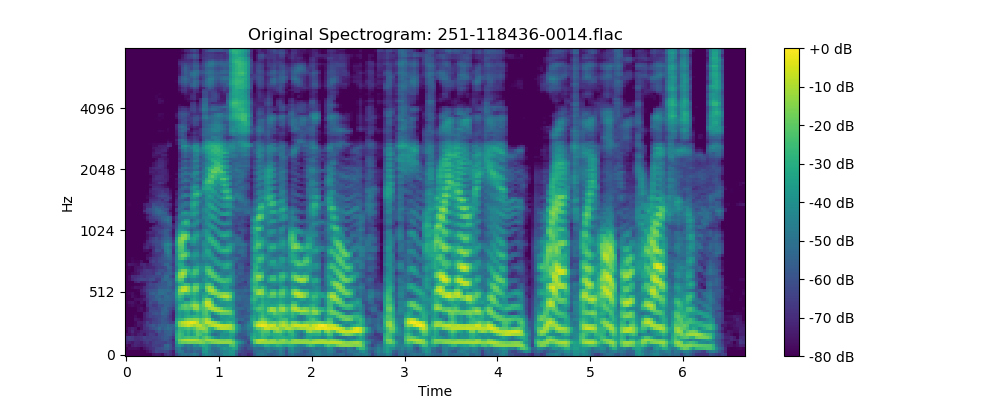 Original Spectrogram: 251-118436-0014.flac
Hz
4096
2048
1024
512
0
0 1 2 3 4 5 6
Time
+0 dB
-10 dB
-20 dB
-30 dB
-40 dB
-50 dB
-60 dB
-70 dB
-80 dB